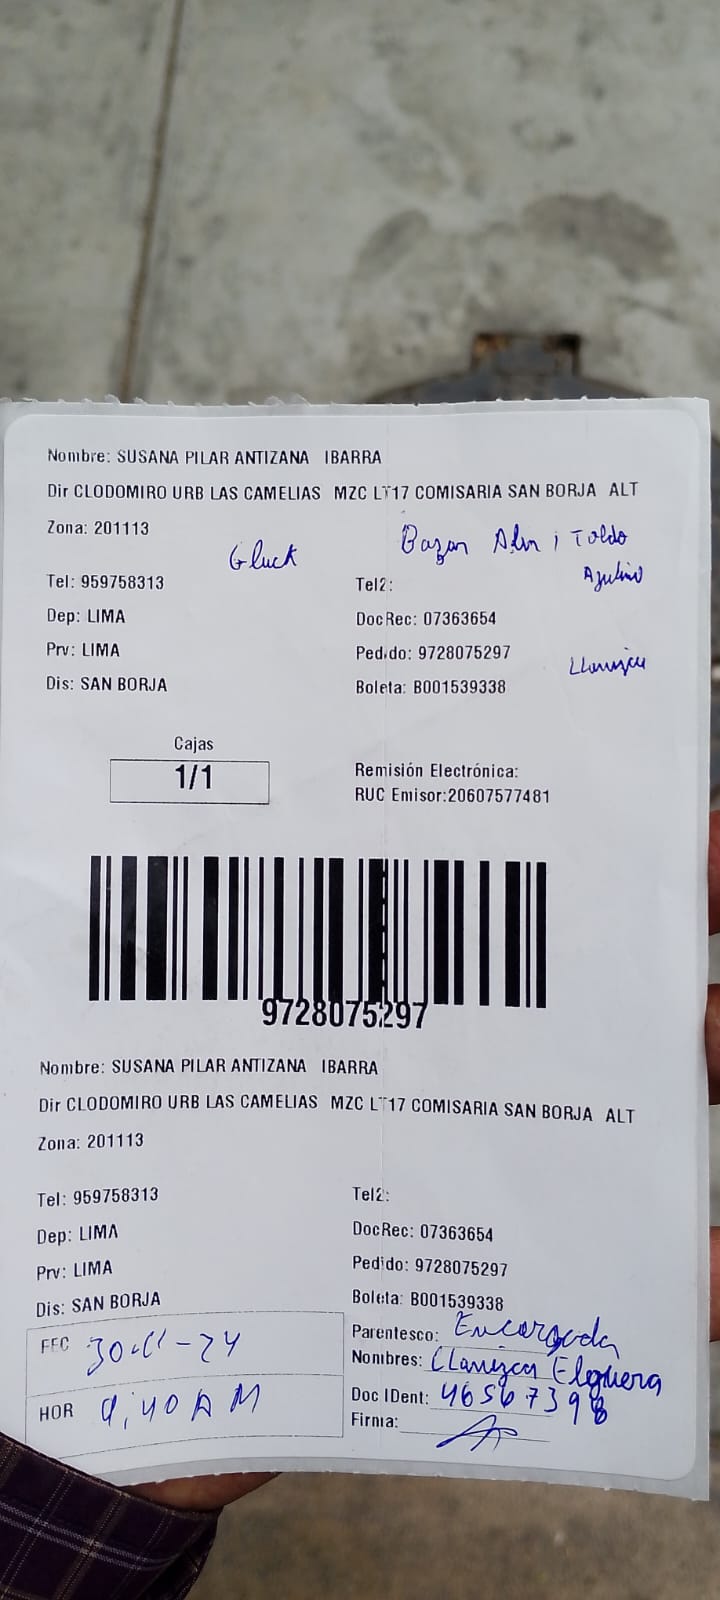 Nombre: SUSANA PILAR ANTIZANA IBARRA
Dir CLODOMIRO URB LAS CAMELIAS MZC LT17 COMISARIA SAN BORJA ALT
Zona: 201113
Gluck
Bazar Toldo
Tel: 959758313
Tel2:
Azulino
Dep: LIMA
DocRec: 07363654
Prv: LIMA
Pedido: 9728075297
Dis: SAN BORJA
Boleta: B001539338
Cajas
1/1
Remisión Electrónica:
RUC Emisor:20607577481
9728075297
Nombre: SUSANA PILAR ANTIZANA IBARRA
Dir CLODOMIRO URB LAS CAMELIAS MZC LT17 COMISARIA SAN BORJA ALT
Zona: 201113
Tel: 959758313
Tel2:
Dep: LIMA
DocRec: 07363654
Prv: LIMA
Pedido: 9728075297
Dis: SAN BORJA
Boleta: B001539338
FEC 30-11-24
Parentesco: Encargada
Nombres: Elguera
HOR 9:40 AM
Doc IDent: 46567398
Firma: